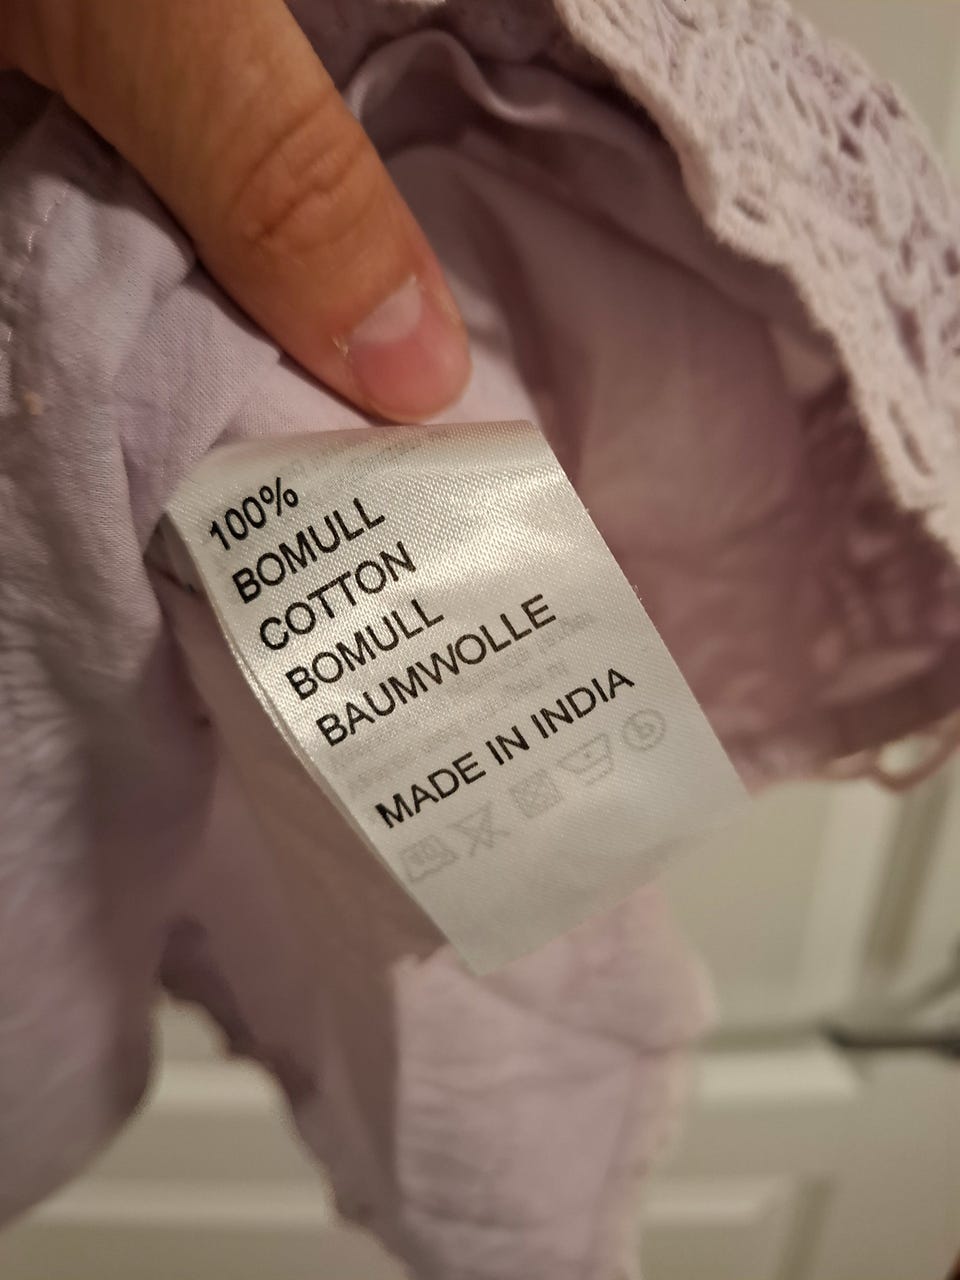 100%
BOMULL
COTTON
BOMULL
BAUMWOLLE
MADE IN INDIA